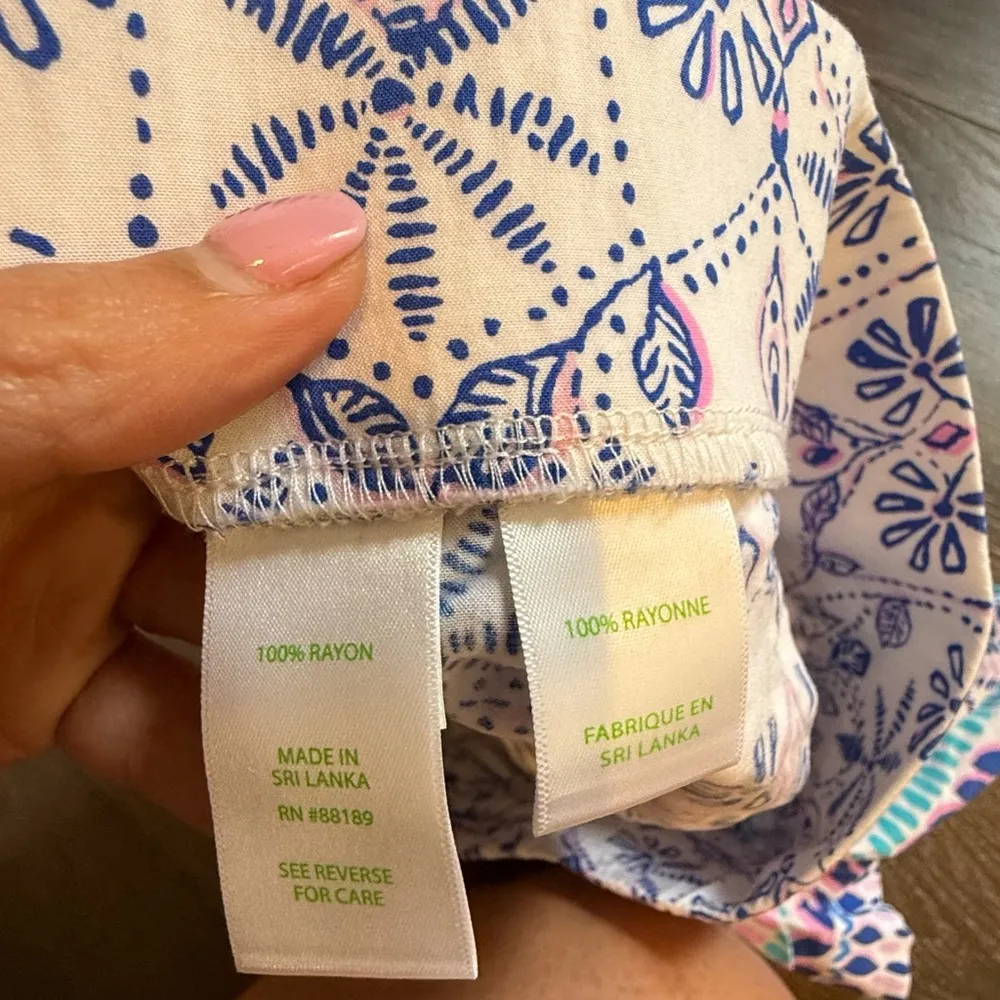 100% RAYON
MADE IN
SRI LANKA
RN #88189
SEE REVERSE
FOR CARE
100% RAYONNE
FABRIQUE EN
SRI LANKA